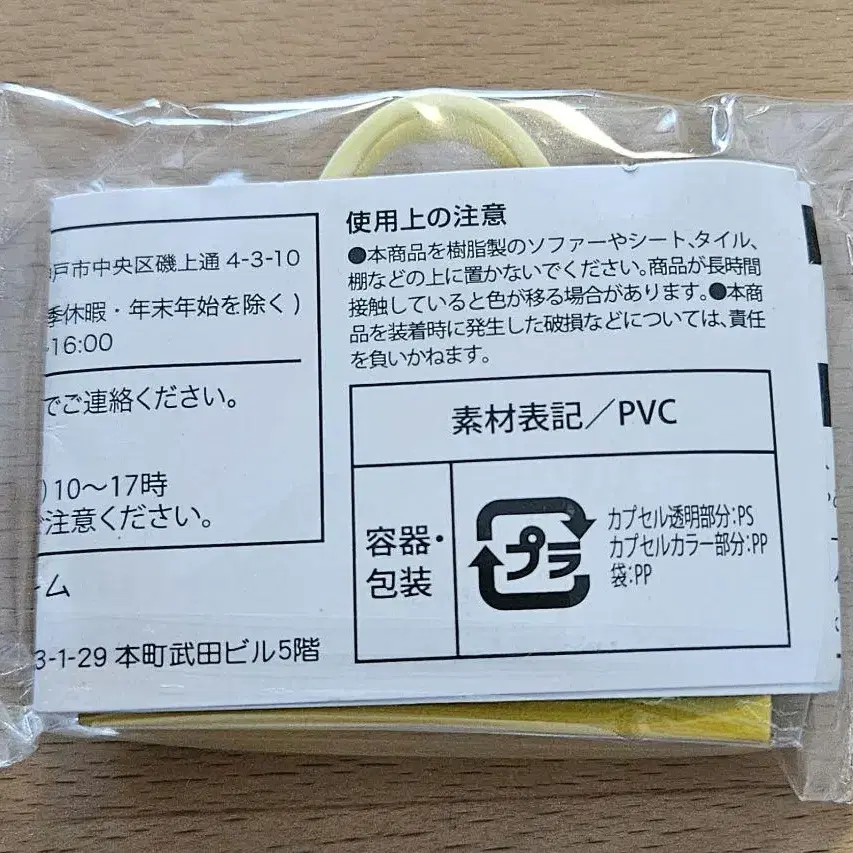 戸市中央区磯上通 4-3-10
季休暇・年末年始を除く)
16:00
でご連絡ください。
)10〜17時
注意ください。
ーム
3-1-29 本町武田ビル5階
使用上の注意
●本商品を樹脂製のソファーやシート、タイル、
棚などの上に置かないでください。商品が長時間
接触していると色が移る場合があります。●本商
品を装着時に発生した破損などについては、責任
を負いかねます。
素材表記／PVC
容器・
包装
プラ
カプセル透明部分:PS
カプセルカラー部分:PP
袋:PP